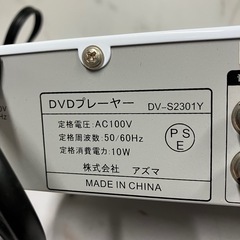 DVDプレーヤー DV-S2301Y
定格電圧:AC100V
定格周波数:50/60Hz
定格消費電力:10W
PS
E
株式会社 アズマ
MADE IN CHINA